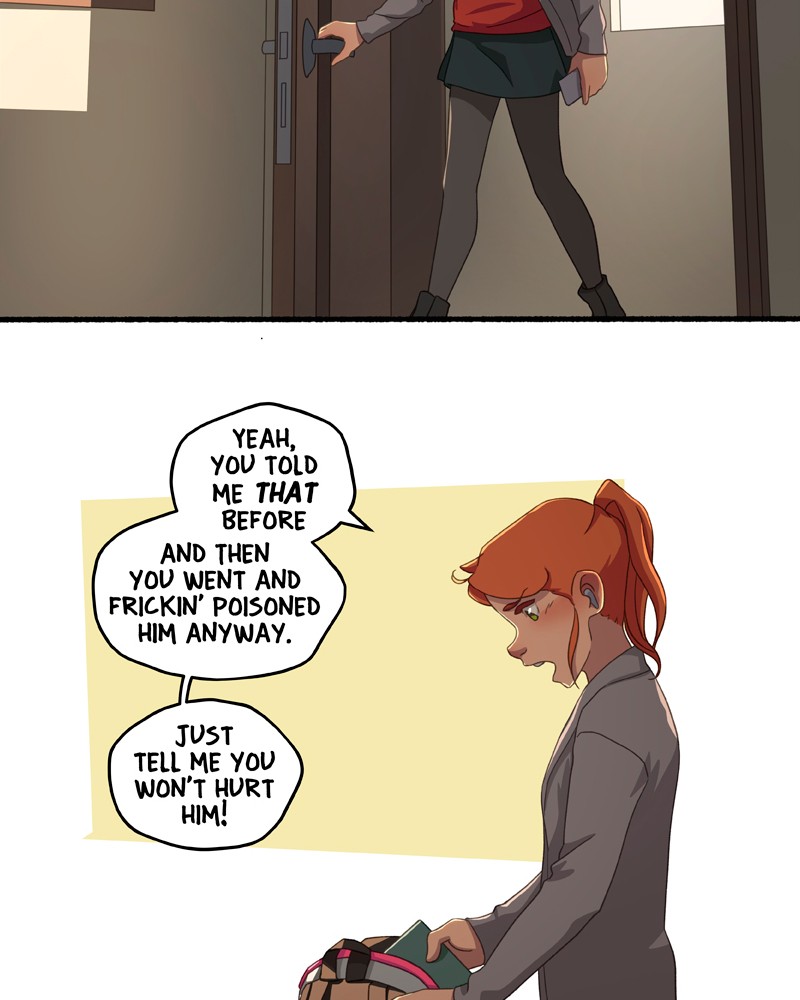 YEAH,
YOU TOLD
ME THAT
BEFORE
AND THEN
YOU WENT AND
FRICKIN' POISONED
HIM ANYWAY.
JUST
TELL ME YOU
WON'T HURT
HIM!